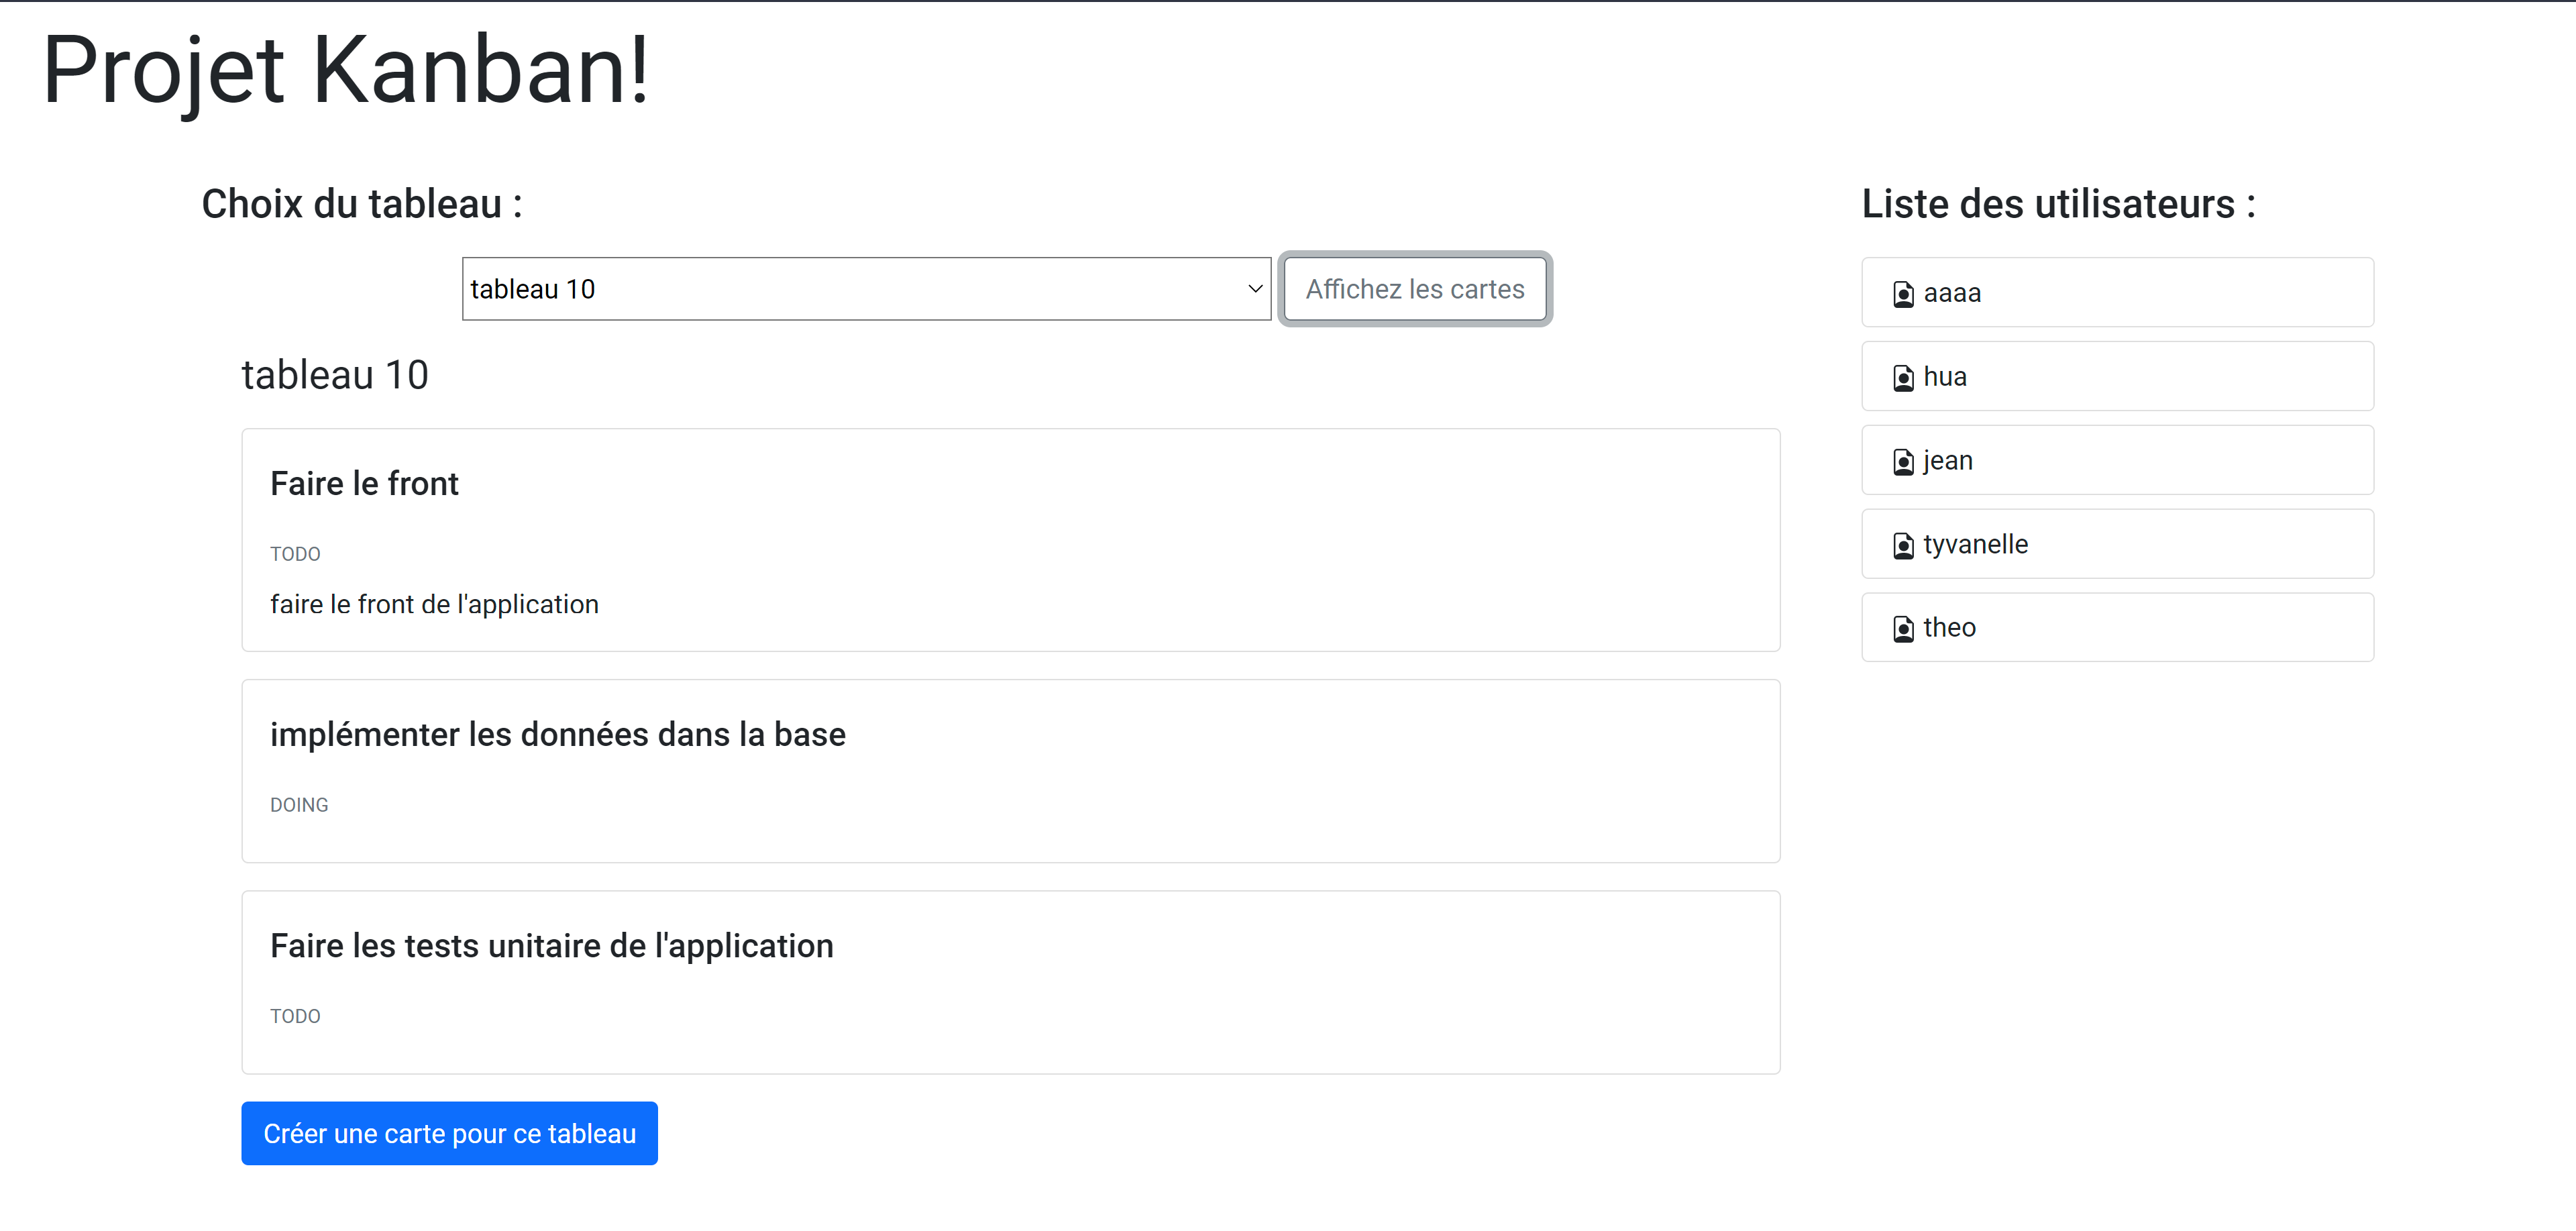 Projet Kanban!
Choix du tableau :
tableau 10
Affichez les cartes
tableau 10
Faire le front
TODO
faire le front de l'application
implémenter les données dans la base
DOING
Faire les tests unitaire de l'application
TODO
Créer une carte pour ce tableau
Liste des utilisateurs :
aaaa
hua
jean
tyvanelle
theo